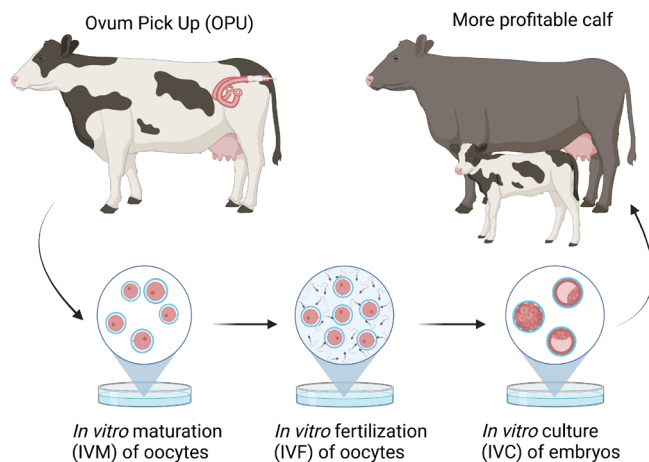 Ovum Pick Up (OPU)
More profitable calf
In vitro maturation
(IVM) of oocytes
In vitro fertilization
(IVF) of oocytes
In vitro culture
(IVC) of embryos